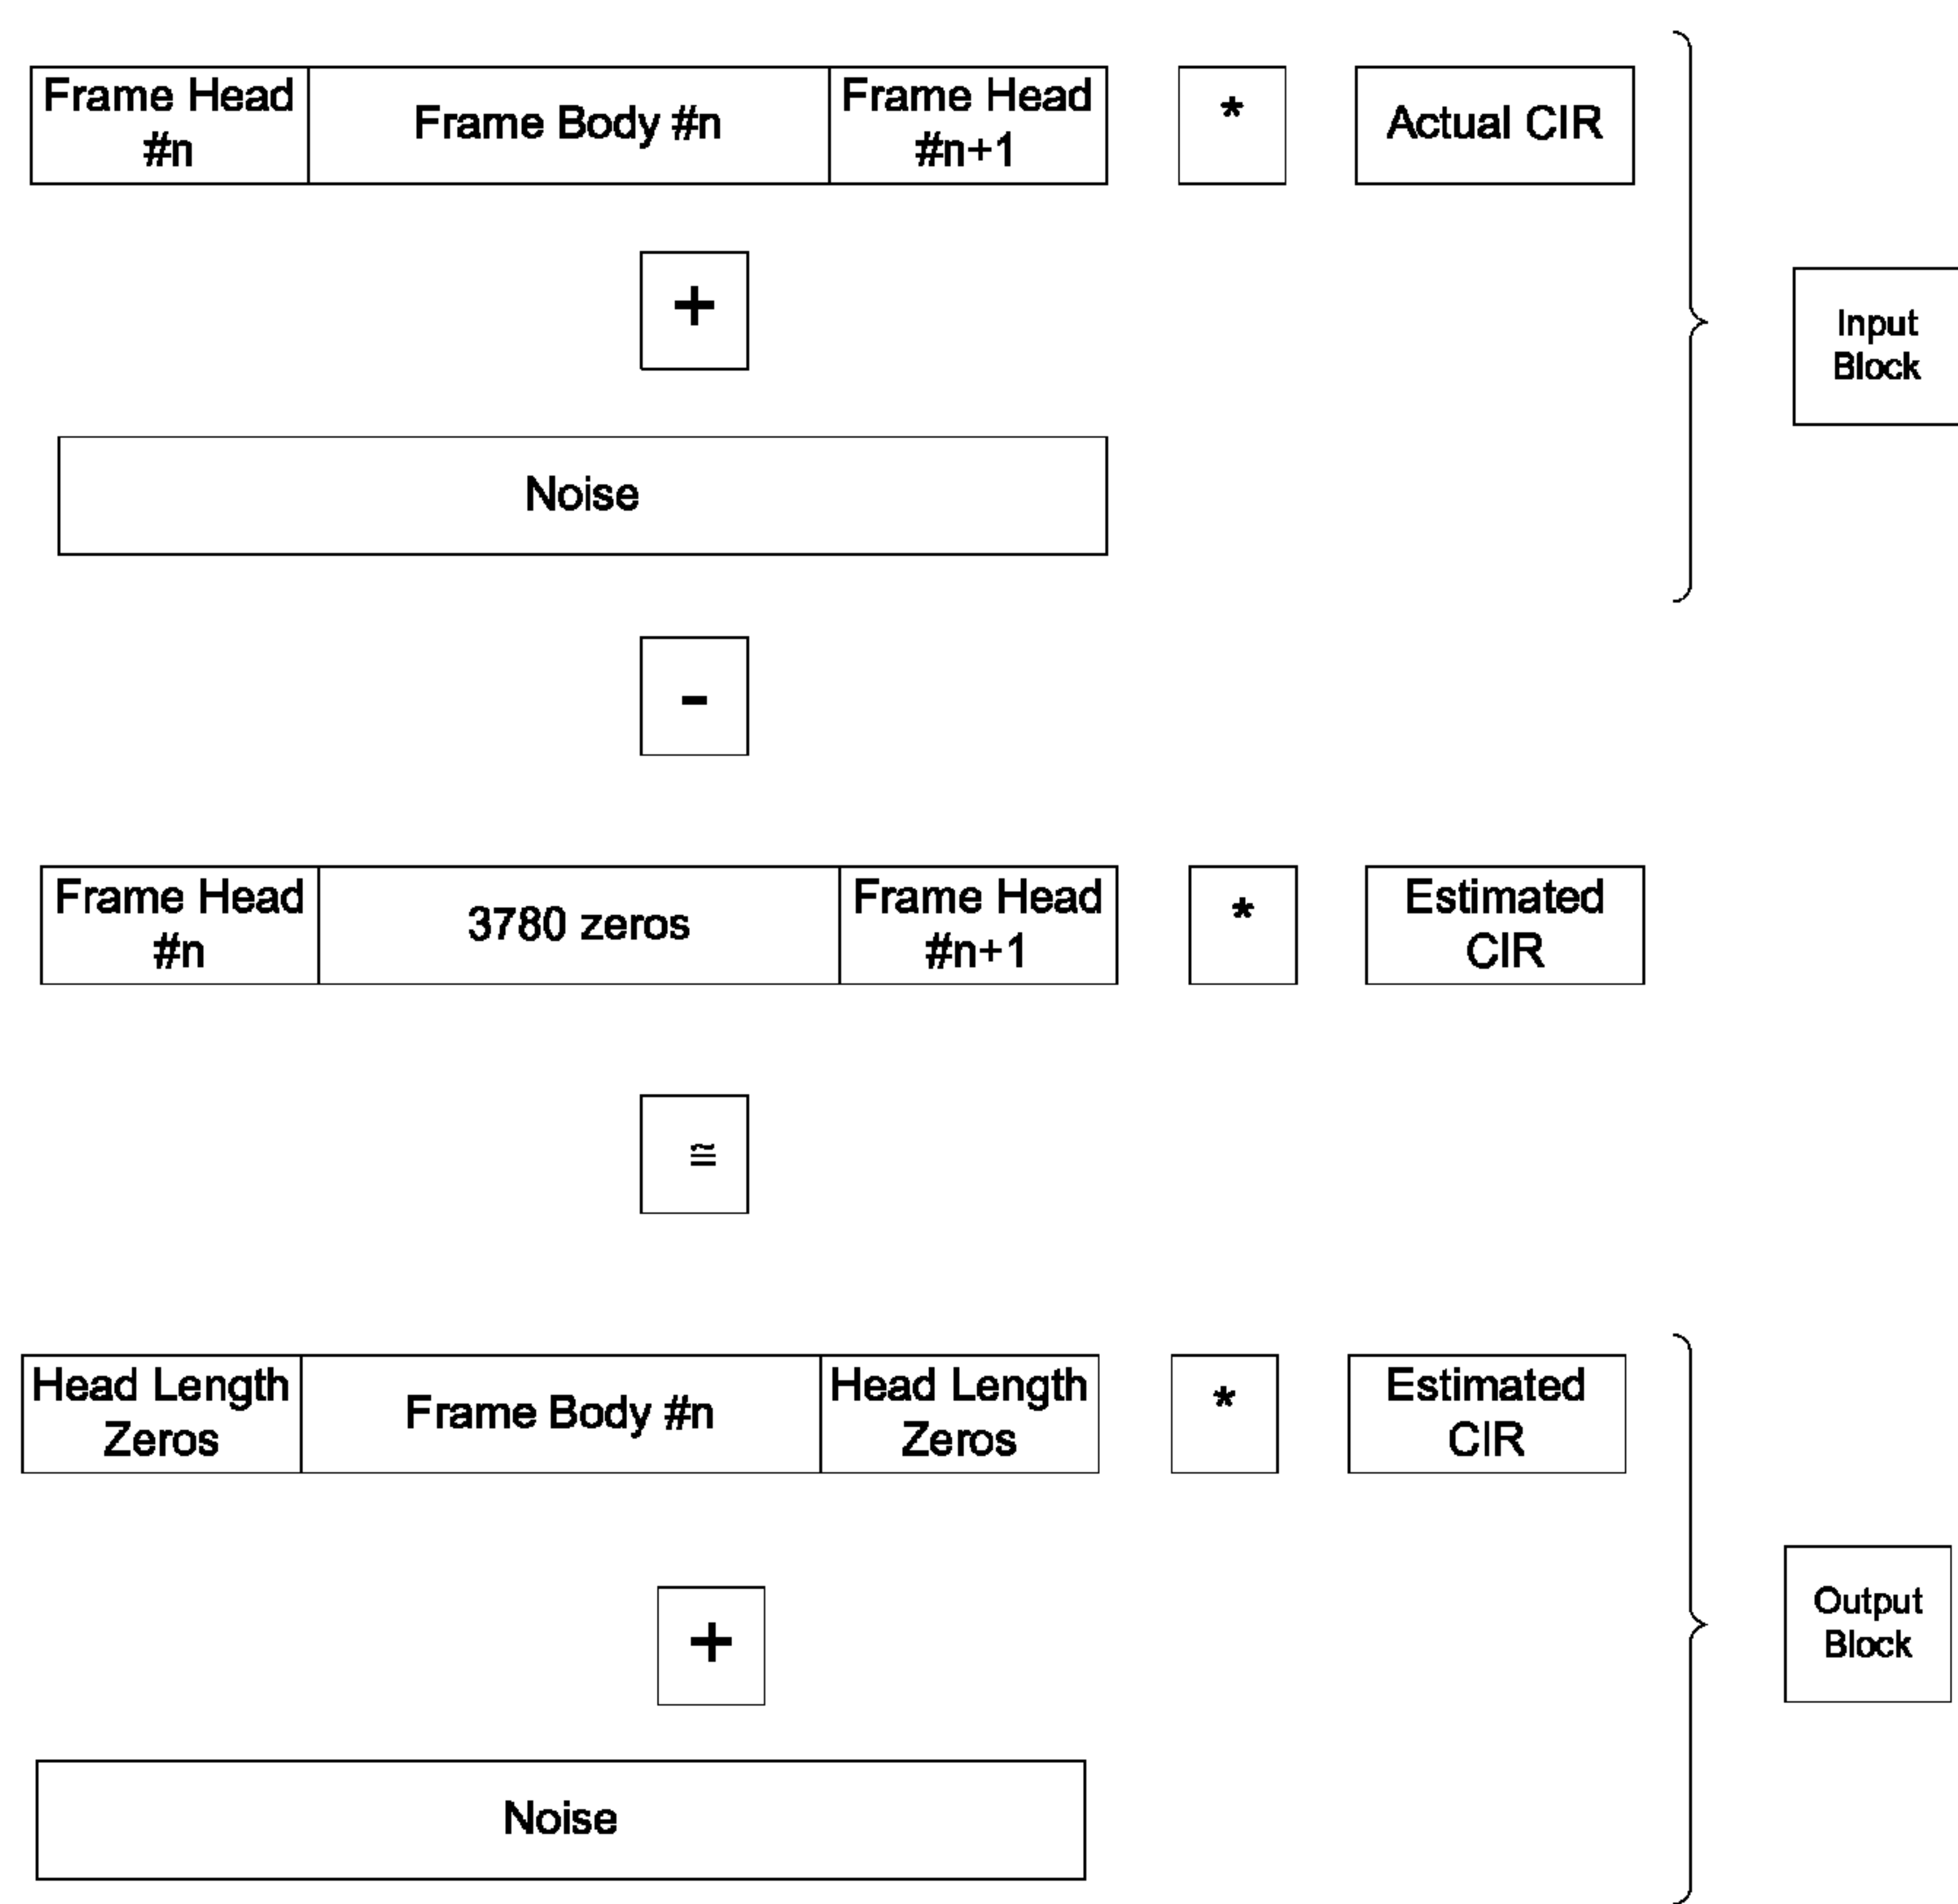 Frame Head
#n
Frame Body #n
Frame Head
#n+1
*
Actual CIR
+
Input
Block
Noise
-
Frame Head
#n
3780 zeros
Frame Head
#n+1
*
Estimated
CIR
≅
Head Length
Zeros
Frame Body #n
Head Length
Zeros
*
Estimated
CIR
+
Output
Block
Noise